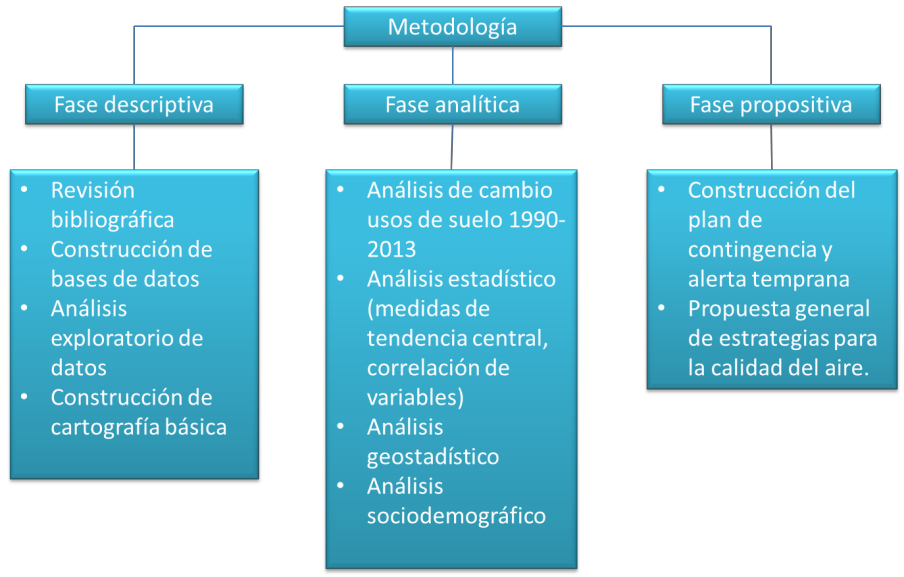 Metodología
Fase descriptiva
Fase analítica
Fase propositiva
• Revisión
bibliográfica
• Construcción de
bases de datos
• Análisis
exploratorio de
datos
• Construcción de
cartografía básica
• Análisis de cambio
usos de suelo 1990-
2013
• Análisis estadístico
(medidas de
tendencia central,
correlación de
variables)
• Análisis
geostadístico
• Análisis
sociodemográfico
• Construcción del
plan de
contingencia y
alerta temprana
• Propuesta general
de estrategias para
la calidad del aire.